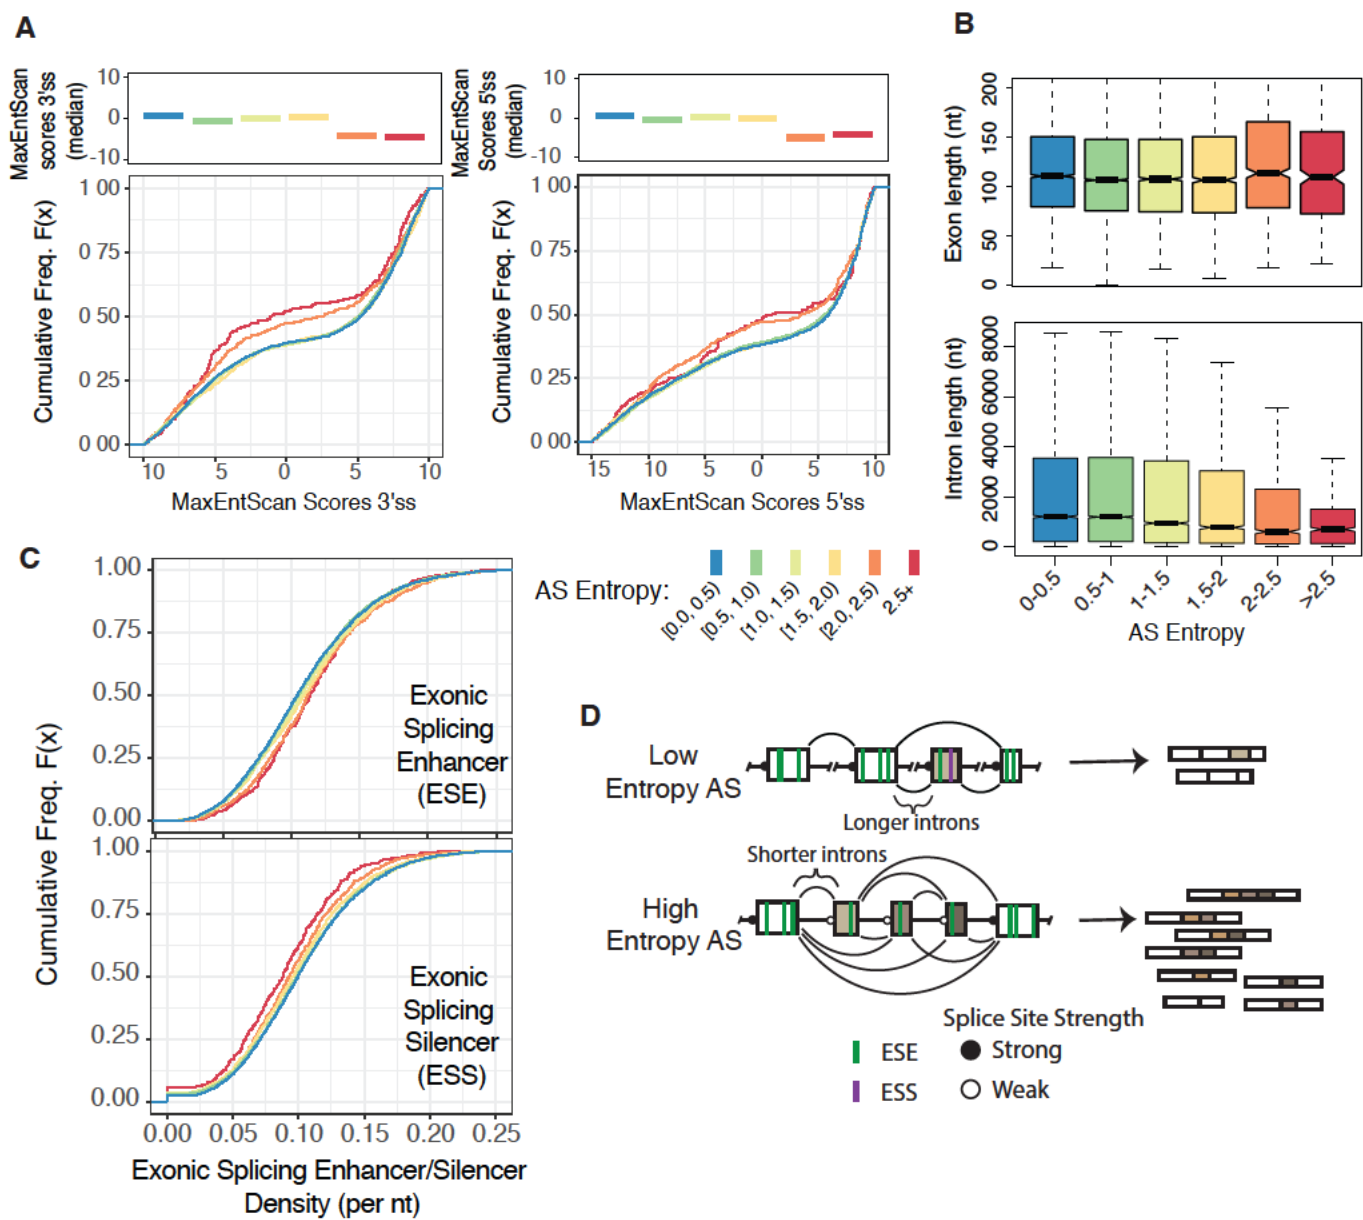 A
MaxEntScan
scores 3'ss
(median)
10
0
-10
MaxEntScan
Scores 5'ss
(median)
10
0
-10
Cumulative Freq. F(x)
1 00
0.75
0 50
0.25
0 00
10 5 0 5 10
MaxEntScan Scores 3'ss
Cumulative Freq. F(x)
1 00
0.75
0.50
0.25
0 00
15 10 5 0 5 10
MaxEntScan Scores 5'ss
B
Exon length (nt)
200
150
100
50
0
Intron length (nt)
8000
6000
4000
2000
0
0-0.5
0.5-1
1-1.5
1.5-2
2-2.5
>2.5
AS Entropy
AS Entropy:
[0.0, 0.5)
[0.5, 1.0)
[1.0, 1.5)
[1.5, 2.0)
[2.0, 2.5)
2.5+
C
Cumulative Freq. F(x)
1.00
0.75
0.50
0.25
0.00
Exonic
Splicing
Enhancer
(ESE)
1.00
0.75
0.50
0.25
0.00
Exonic
Splicing
Silencer
(ESS)
0.00 0.05 0.10 0.15 0.20 0.25
Exonic Splicing Enhancer/Silencer
Density (per nt)
D
Low
Entropy AS
Longer introns
Shorter introns
High
Entropy AS
Splice Site Strength
ESE
Strong
ESS
Weak